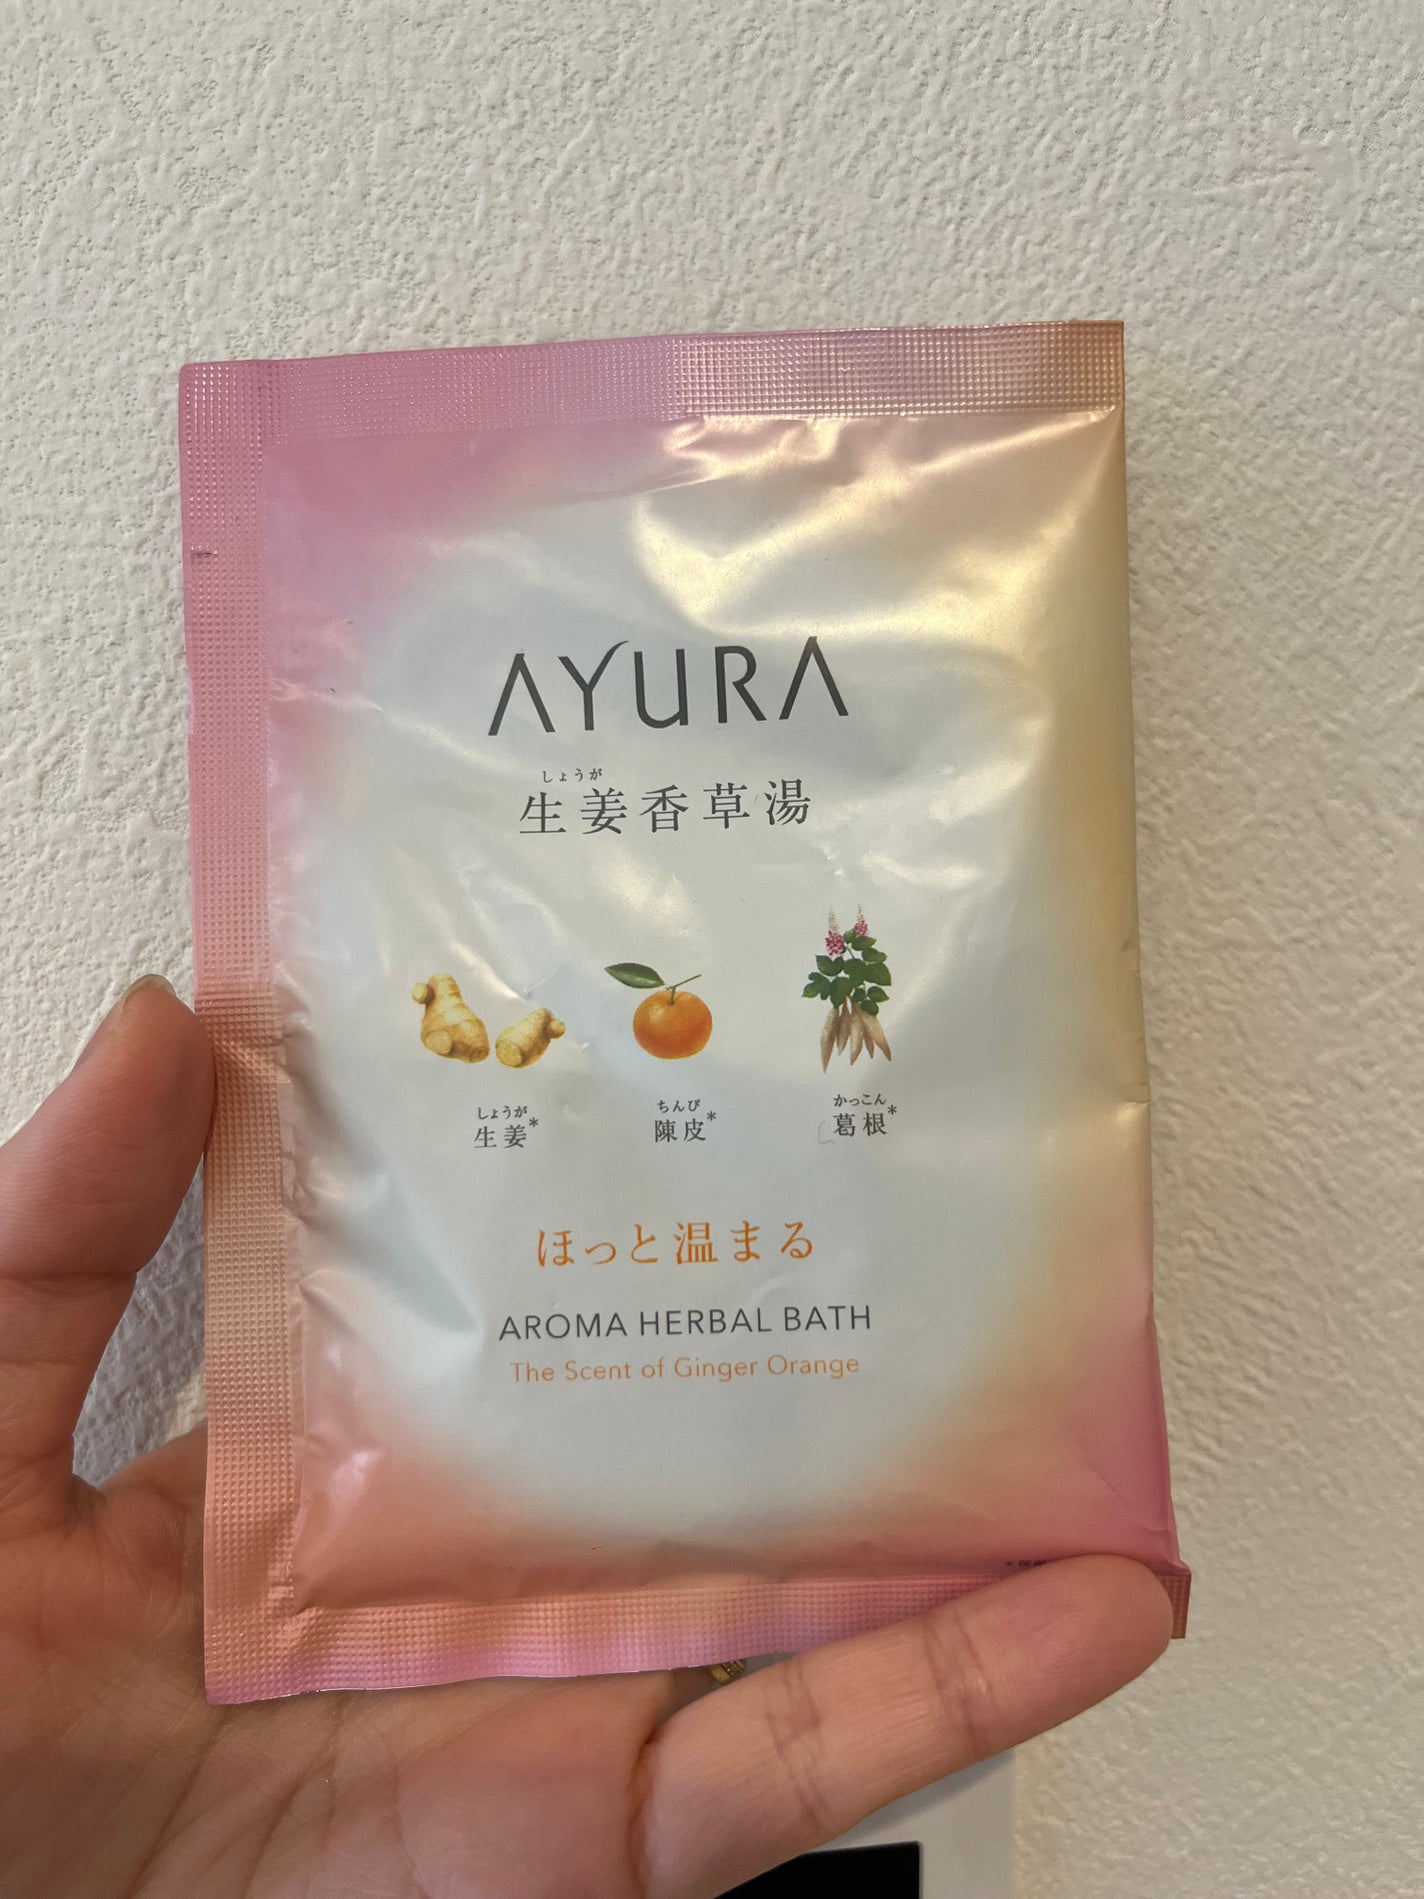 AYURA
しょうが
生姜香草湯
しょうが ちんぴ かっこん
生姜* 陳皮* 葛根*
ほっと温まる
AROMA HERBAL BATH
The Scent of Ginger Orange